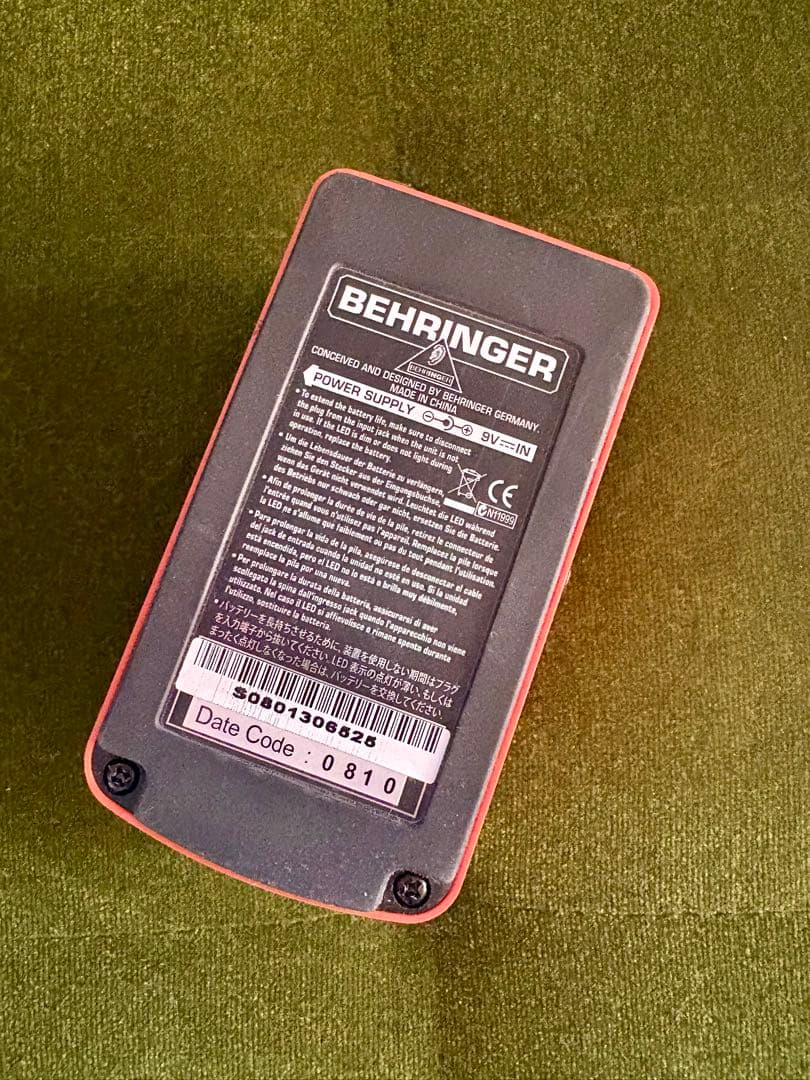 BEHRINGER
BEHRINGER
CONCEIVED AND DESIGNED BY BEHRINGER GERMANY.
MADE IN CHINA
POWER SUPPLY - + 9V IN
• To extend the battery life, make sure to disconnect
the plug from the input jack when the unit is not
in use. If the LED is dim or does not light during
operation, replace the battery.
• Um die Lebensdauer der Batterie zu verlängern,
ziehen Sie den Stecker aus der Eingangsbuchse
wenn das Gerät nicht verwendet wird. Leuchtet die LED während
des Betriebs nur schwach oder gar nicht, ersetzen Sie die Batterie.
CE
N11999
• Afin de prolonger la durée de vie de la pile, retirez le connecteur de
l'entrée quand vous n'utilisez pas l'appareil. Remplacez la pile lorsque
la LED ne s'allume que faiblement ou pas du tout pendant l'utilisation.
• Para prolongar la vida de la pila, asegúrese de desconectar el cable
del jack de entrada cuando la unidad no esté en uso. Si la unidad
está encendida, pero el LED no lo está o brilla muy débilmente,
reemplace la pila por una nueva.
• Per prolungare la durata della batteria, assicurarsi di aver
scollegato la spina dall'ingresso jack quando l'apparecchio non viene
utilizzato. Nel caso il LED si affievolisce o rimane spento durante
l'utilizzo, sostituire la batteria.
• バッテリーを長持ちさせるために、装置を使用しない期間はプラグ
を入力端子から抜いてください. LED 表示の点灯が薄い、もしくは
まったく点灯しなくなった場合は、バッテリーを交換してください.
S0801306525
Date Code : 0810